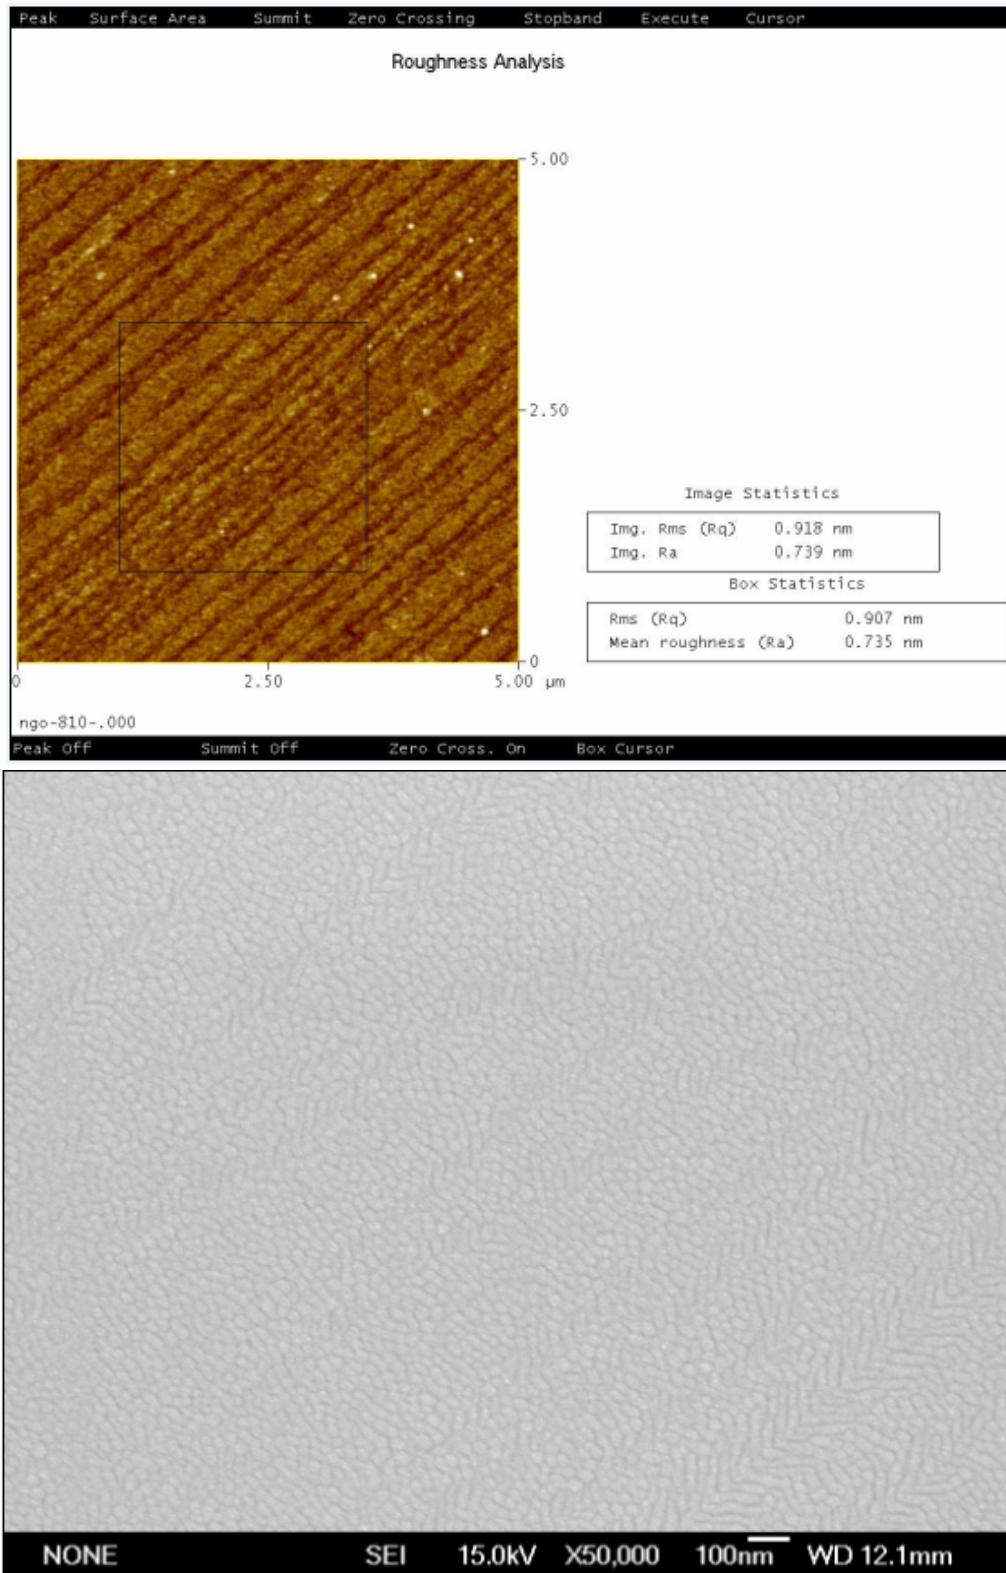 Peak Surface Area Summit Zero Crossing Stopband Execute Cursor
Roughness Analysis
5.00
2.50
0
0 2.50 5.00 µm
Image Statistics
Img. Rms (Rq) 0.918 nm
Img. Ra 0.739 nm
Box Statistics
Rms (Rq) 0.907 nm
Mean roughness (Ra) 0.735 nm
ngo-810-.000
Peak Off Summit Off Zero Cross. On Box Cursor
NONE SEI 15.0kV X50,000 100nm WD 12.1mm